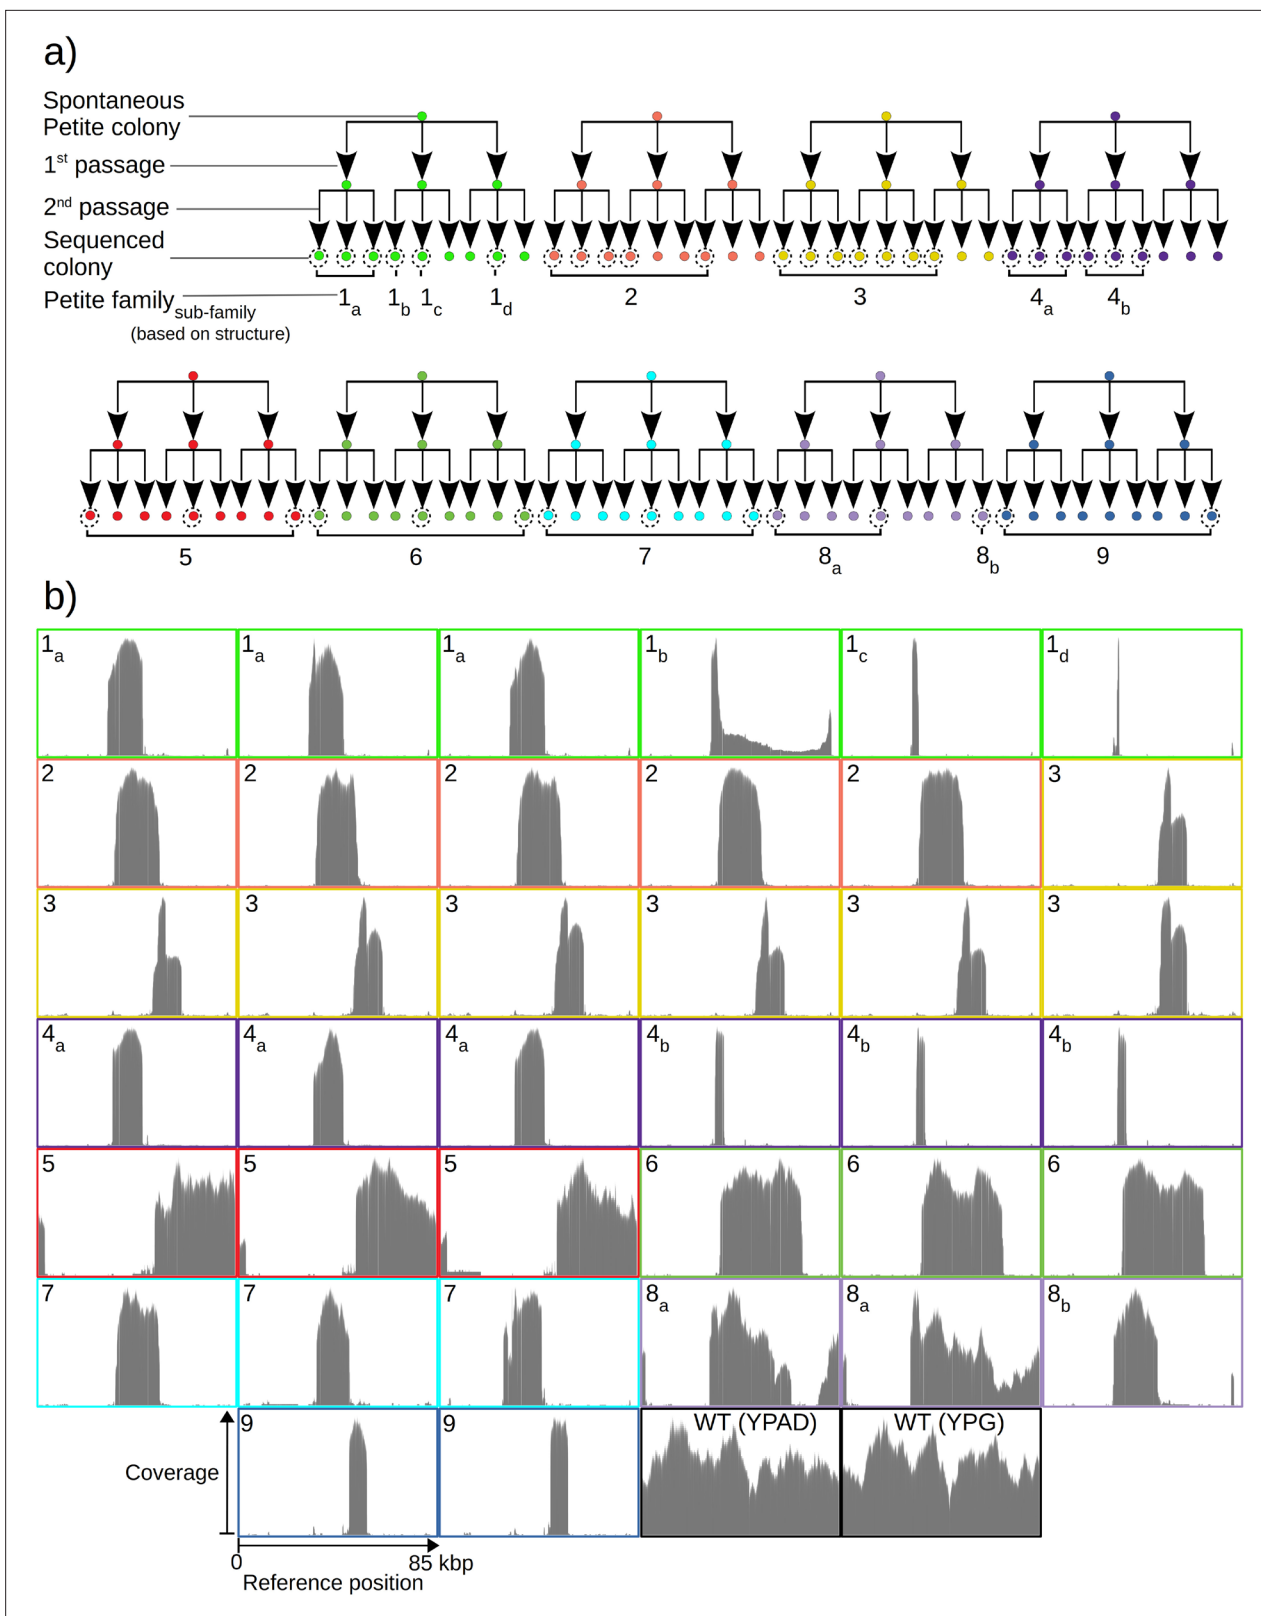 a)
Spontaneous
Petite colony
1st passage
2nd passage
Sequenced
colony
Petite family sub-family
(based on structure)
1a 1b 1c 1d 2 3 4a 4b
5 6 7 8a 8b 9
b)
1a 1a 1a 1b 1c 1d
2 2 2 2 2 3
3 3 3 3 3 3
4a 4a 4a 4b 4b 4b
5 5 5 6 6 6
7 7 7 8a 8a 8b
9 9 WT (YPAD) WT (YPG)
Coverage
0 85 kbp
Reference position